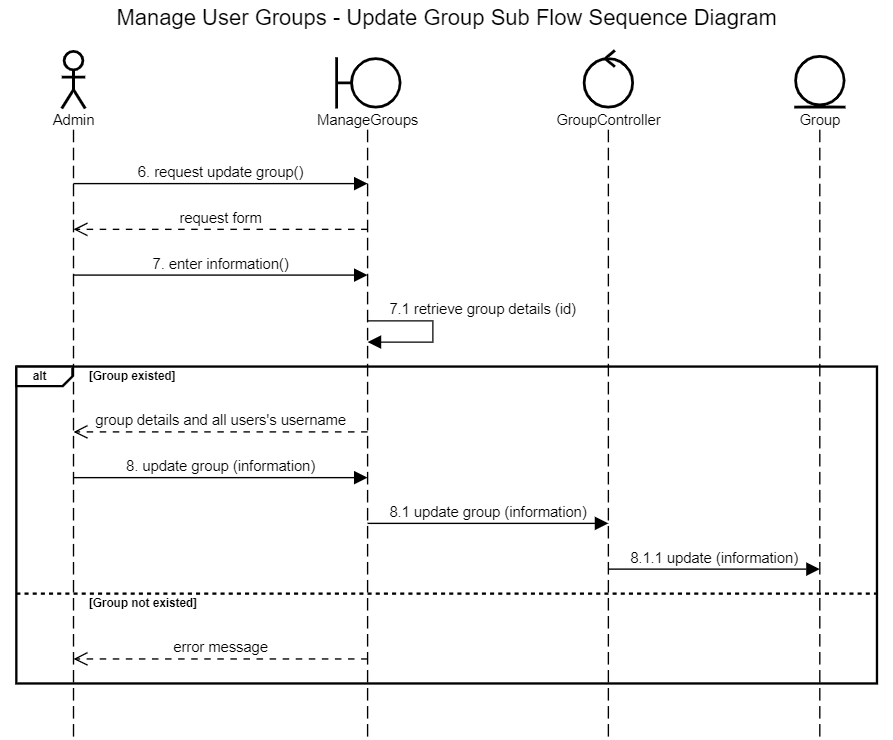 Manage User Groups - Update Group Sub Flow Sequence Diagram
Admin
ManageGroups
GroupController
Group
6. request update group()
request form
7. enter information()
7.1 retrieve group details (id)
alt
[Group existed]
group details and all users's username
8. update group (information)
8.1 update group (information)
8.1.1 update (information)
[Group not existed]
error message